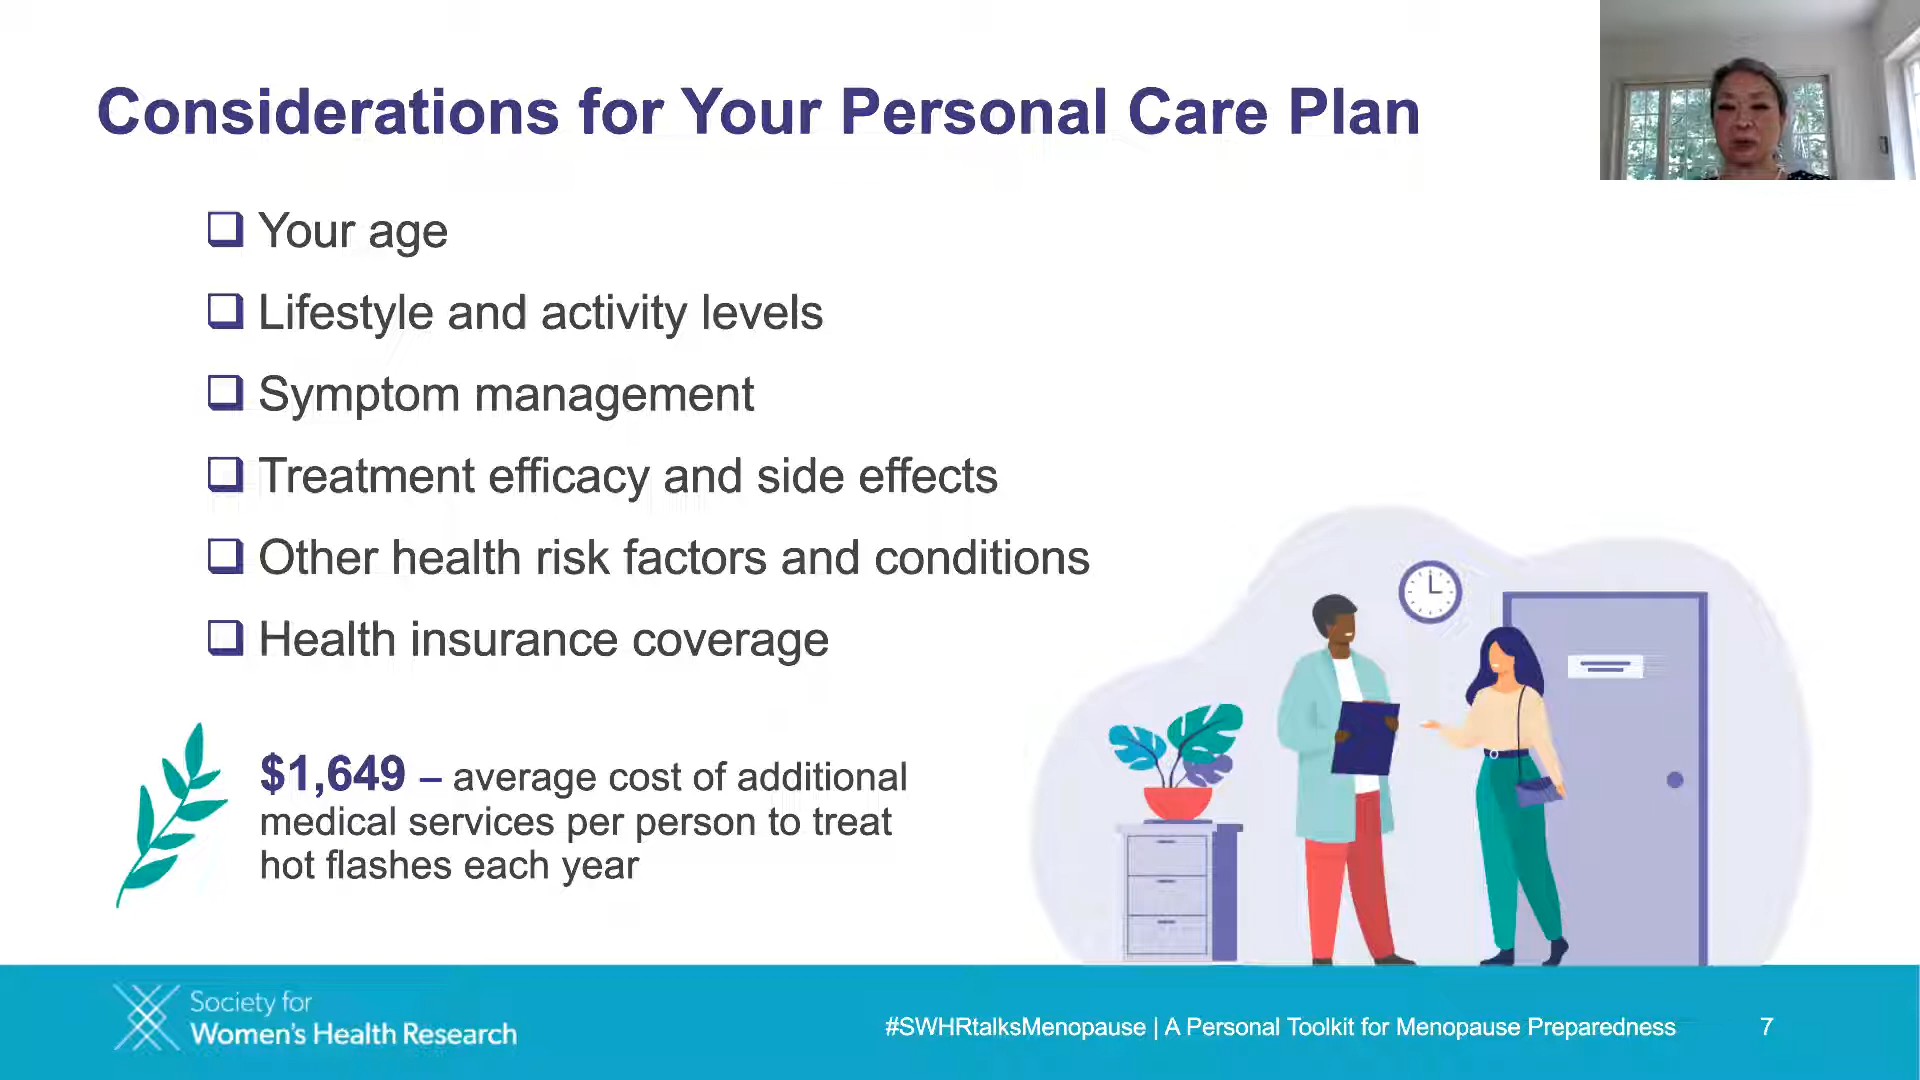 Considerations for Your Personal Care Plan
Your age
Lifestyle and activity levels
Symptom management
Treatment efficacy and side effects
Other health risk factors and conditions
Health insurance coverage
$1,649 – average cost of additional
medical services per person to treat
hot flashes each year
Society for
Women's Health Research
#SWHRtalksMenopause | A Personal Toolkit for Menopause Preparedness
7